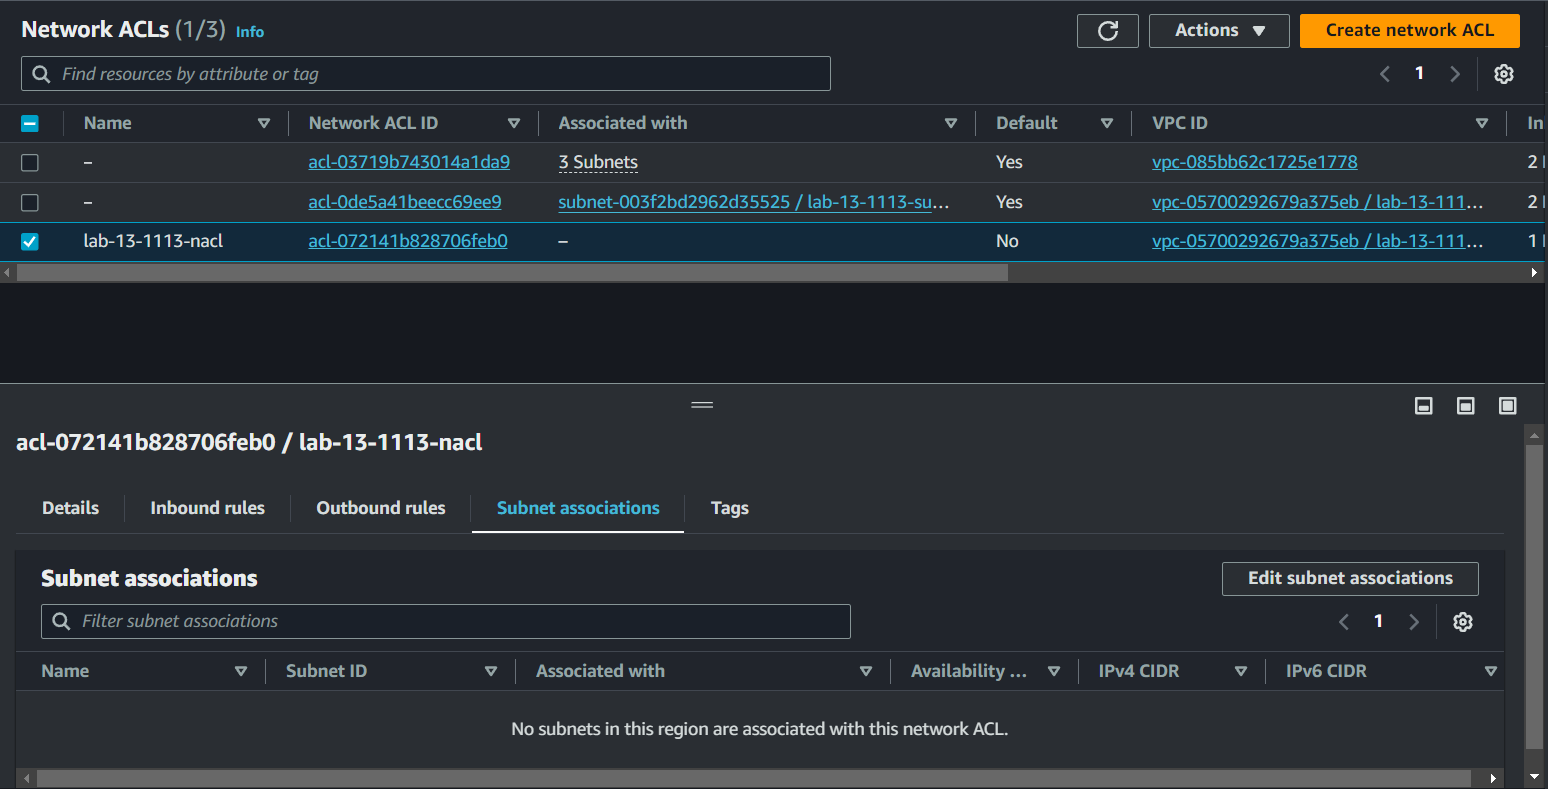 Network ACLs (1/3) Info
Actions
Create network ACL
Find resources by attribute or tag
1
Name Network ACL ID Associated with Default VPC ID In
– acl-03719b743014a1da9 3 Subnets Yes vpc-085bb62c1725e1778 2
– acl-0de5a41beecc69ee9 subnet-003f2bd2962d35525 / lab-13-1113-su... Yes vpc-05700292679a375eb / lab-13-111... 2
lab-13-1113-nacl acl-072141b828706feb0 – No vpc-05700292679a375eb / lab-13-111... 1
acl-072141b828706feb0 / lab-13-1113-nacl
Details Inbound rules Outbound rules Subnet associations Tags
Subnet associations
Edit subnet associations
Filter subnet associations
1
Name Subnet ID Associated with Availability ... IPv4 CIDR IPv6 CIDR
No subnets in this region are associated with this network ACL.